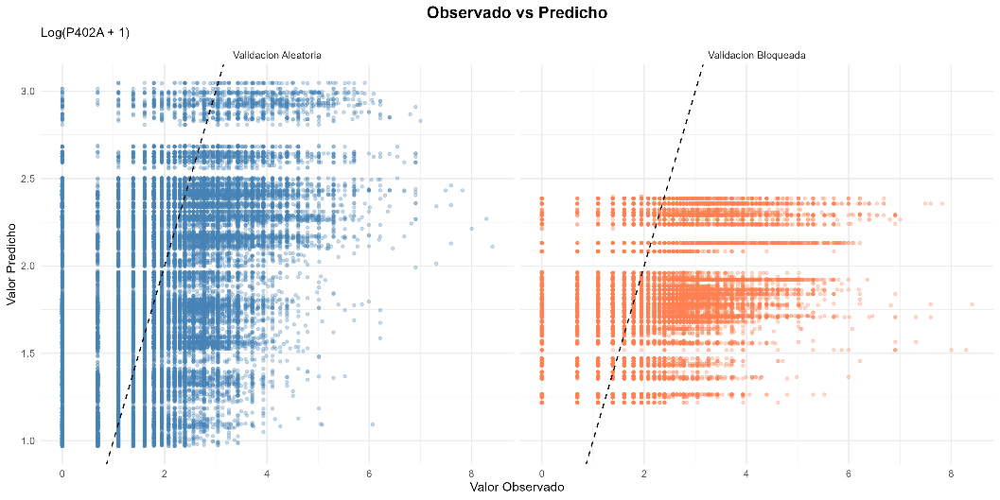 Observado vs Predicho
Log(P402A + 1)
Validacion Aleatoria
Validacion Bloqueada
Valor Predicho
3.0
2.5
2.0
1.5
1.0
0 2 4 6 8
0 2 4 6 8
Valor Observado